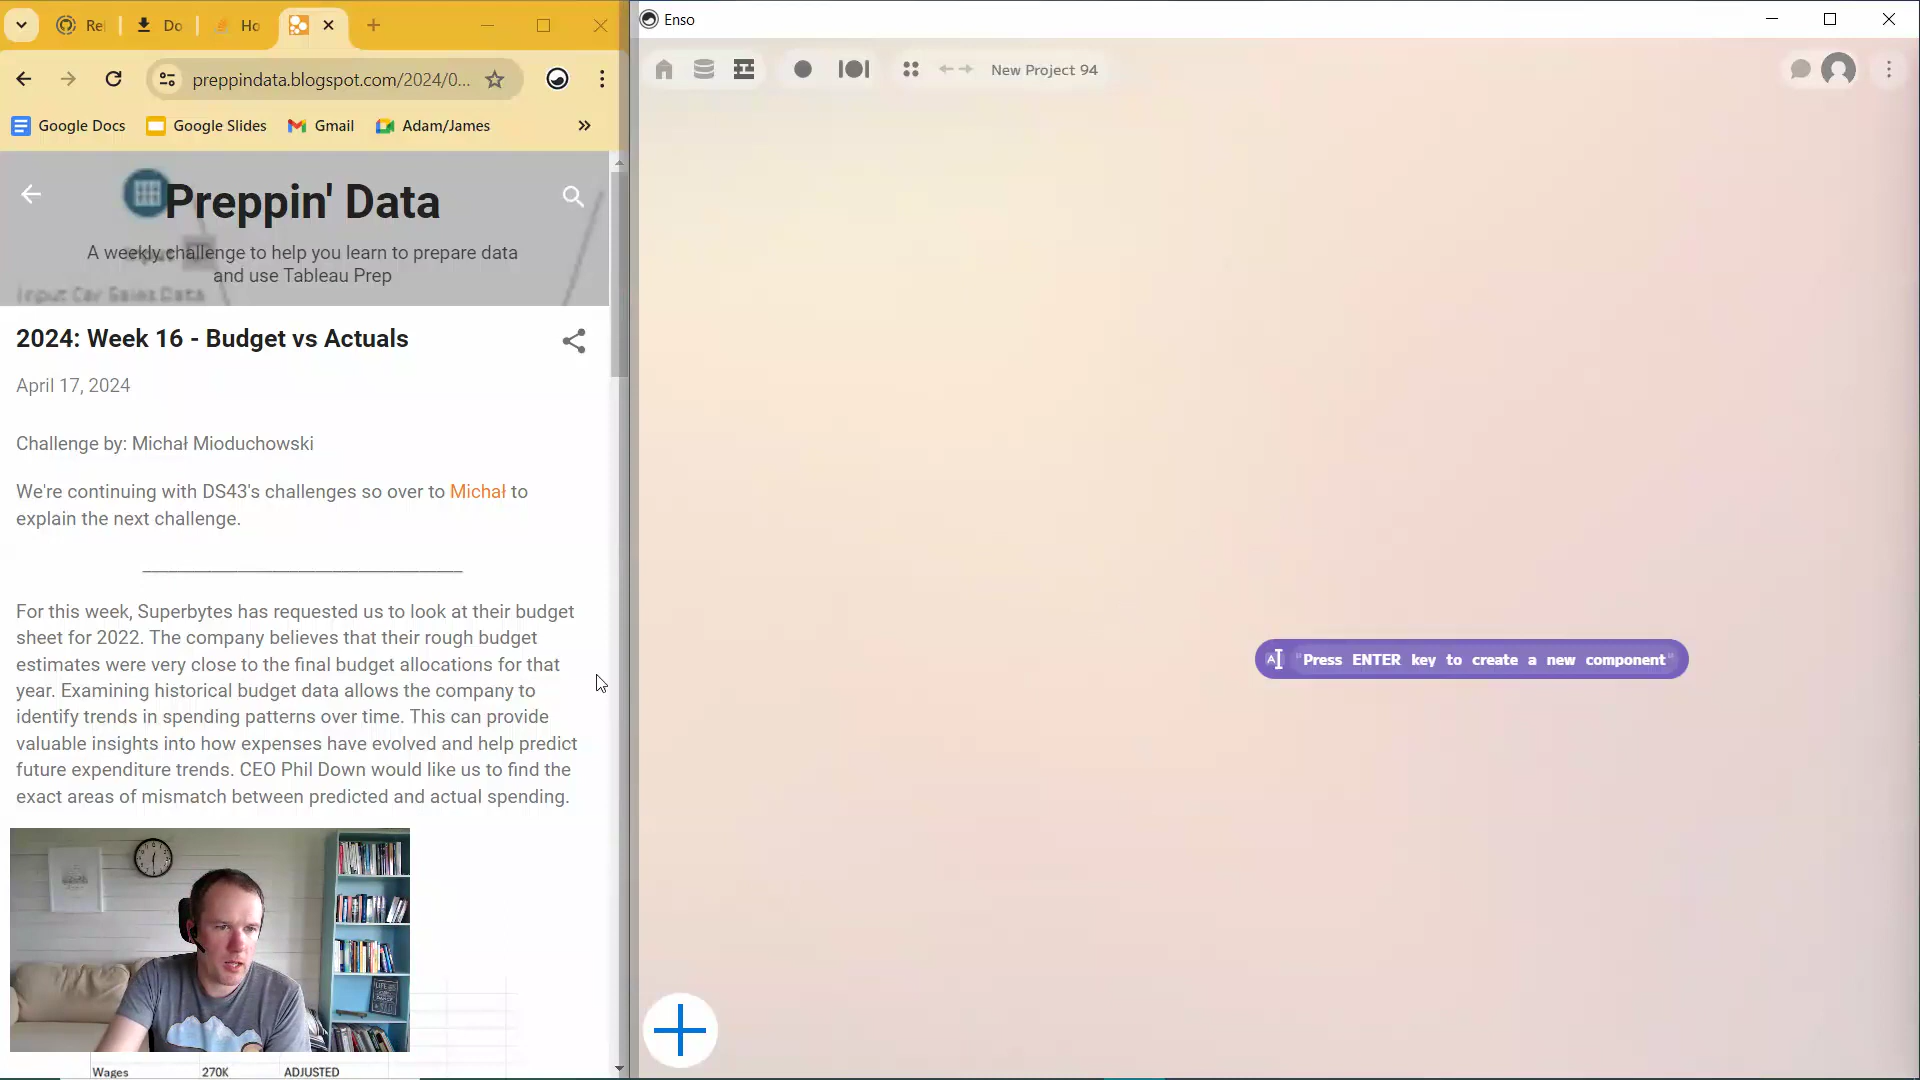 Re
Do
Ho
preppindata.blogspot.com/2024/0...
Google Docs
Google Slides
Gmail
Adam/James
Preppin' Data
A weekly challenge to help you learn to prepare data
and use Tableau Prep
Input Car Sales Data
2024: Week 16 - Budget vs Actuals
April 17, 2024
Challenge by: Michał Mioduchowski
We're continuing with DS43's challenges so over to Michał to
explain the next challenge.
For this week, Superbytes has requested us to look at their budget
sheet for 2022. The company believes that their rough budget
estimates were very close to the final budget allocations for that
year. Examining historical budget data allows the company to
identify trends in spending patterns over time. This can provide
valuable insights into how expenses have evolved and help predict
future expenditure trends. CEO Phil Down would like us to find the
exact areas of mismatch between predicted and actual spending.
Wages 270K ADJUSTED
Enso
New Project 94
"Press ENTER key to create a new component"